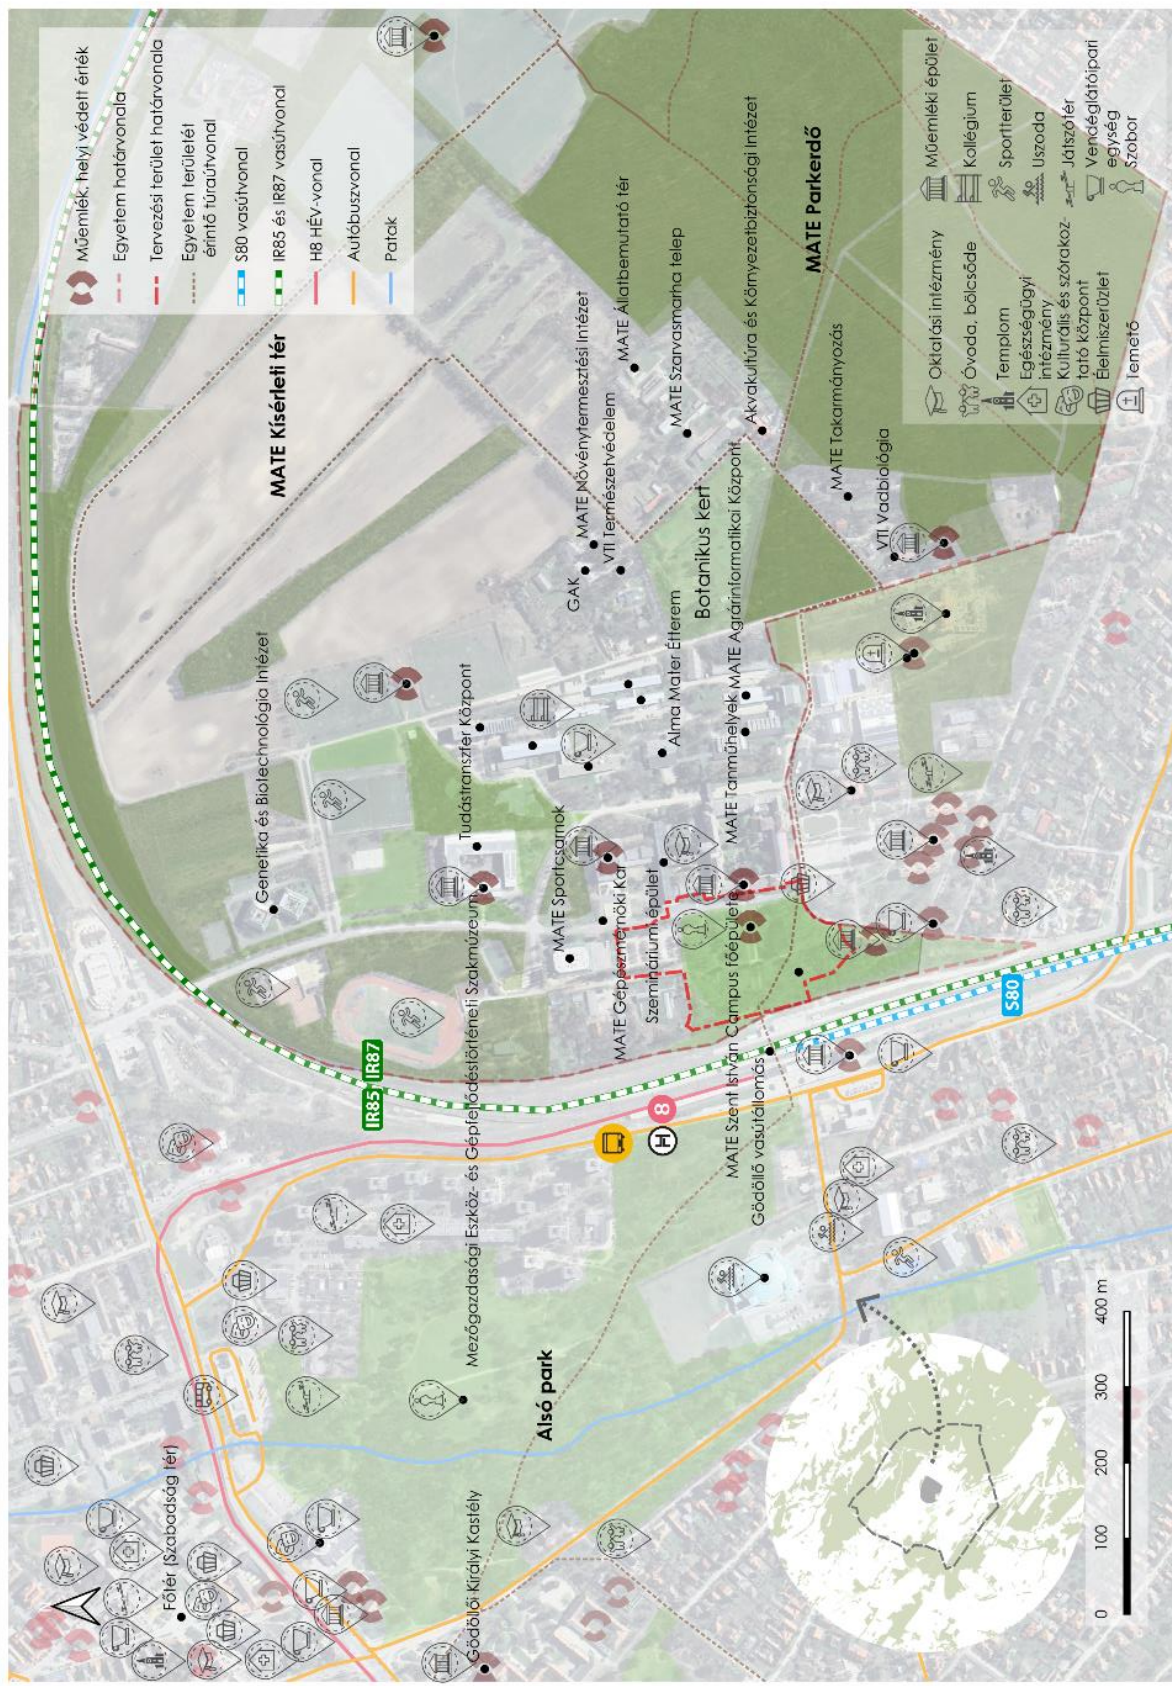 Műemlék, helyi védett érték
Egyetem határvonala
Tervezési terület határvonala
Egyetem területét
érintő túraútvonal
S80 vasútvonal
IR85 és IR87 vasútvonal
H8 HÉV-vonal
Autóbuszvonal
Patak
Oktatási intézmény
Óvoda, bölcsőde
Templom
Egészségügyi
intézmény
Kulturális és szórakoz-
tató központ
Élelmiszerüzlet
Temető
Műemléki épület
Kollégium
Sportterület
Uszoda
Játszótér
Vendéglátóipari
egység
Szobor
Főtér (Szabadság tér)
Genetika és Biotechnológia Intézet
MATE Kísérleti tér
IR85
IR87
Gödöllői Királyi Kastély
Mezőgazdasági Eszköz- és Gépfejlődéstörténeti Szakmúzeum
Tudástranszfer Központ
Alsó park
MATE Sportcsarnok
GAK
MATE Növénytermesztési Intézet
VTI Természetvédelem
MATE Állatbemutató tér
MATE Gépészmérnöki Kar
Szemináriumi épület
H
8
Alma Mater Étterem
MATE Szarvasmarha telep
Botanikus kert
MATE Szent István Campus főépülete
MATE Tanműhelyek
MATE Agrárinformatikai Központ
Akvakultúra és Környezetbiztonsági Intézet
Gödöllő vasútállomás
MATE Parkerdő
MATE Takarmányozás
VTI Vadbiológia
S80
0
100
200
300
400 m